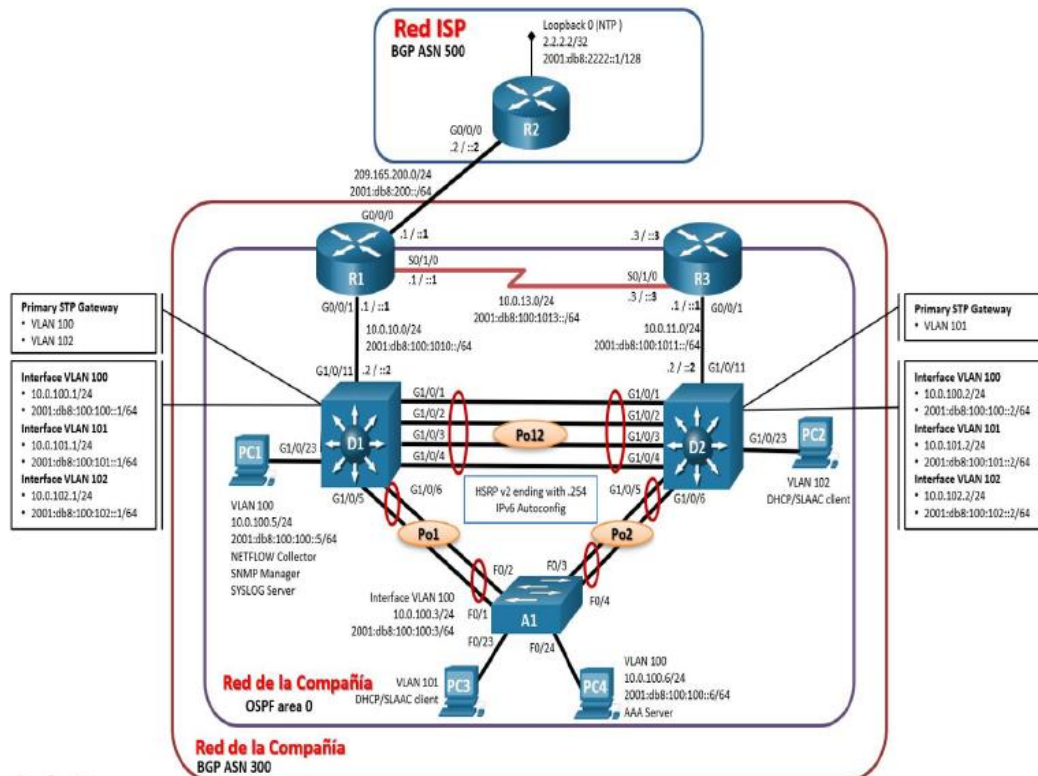 Red ISP
BGP ASN 500
Loopback 0 (NTP )
2.2.2.2/32
2001:db8:2222::1/128
R2
G0/0/0
.2 / ::2
209.165.200.0/24
2001:db8:200::/64
G0/0/0
.1 / ::1
R1
S0/1/0
.1 / ::1
G0/0/1
.1 / ::1
.3 / ::3
R3
S0/1/0
.3 / ::3
.1 / ::1
G0/0/1
10.0.13.0/24
2001:db8:100:1013::/64
10.0.10.0/24
2001:db8:100:1010::/64
10.0.11.0/24
2001:db8:100:1011::/64
Primary STP Gateway
• VLAN 100
• VLAN 102
Primary STP Gateway
• VLAN 101
Interface VLAN 100
• 10.0.100.1/24
• 2001:db8:100:100::1/64
Interface VLAN 101
• 10.0.101.1/24
• 2001:db8:100:101::1/64
Interface VLAN 102
• 10.0.102.1/24
• 2001:db8:100:102::1/64
Interface VLAN 100
• 10.0.100.2/24
• 2001:db8:100:100::2/64
Interface VLAN 101
• 10.0.101.2/24
• 2001:db8:100:101::2/64
Interface VLAN 102
• 10.0.102.2/24
• 2001:db8:100:102::2/64
G1/0/11
.2 / ::2
.2 / ::2
G1/0/11
G1/0/1
G1/0/2
G1/0/3
G1/0/4
G1/0/1
G1/0/2
G1/0/3
G1/0/4
Po12
D1
D2
PC1
G1/0/23
G1/0/23
PC2
VLAN 102
DHCP/SLAAC client
G1/0/5
G1/0/6
G1/0/5
G1/0/6
HSRP v2 ending with .254
IPv6 Autoconfig
VLAN 100
10.0.100.5/24
2001:db8:100:100::5/64
NETFLOW Collector
SNMP Manager
SYSLOG Server
Po1
Po2
F0/2
F0/3
F0/1
F0/4
Interface VLAN 100
10.0.100.3/24
2001:db8:100:100:3/64
A1
F0/23
F0/24
VLAN 101
DHCP/SLAAC client
PC3
PC4
VLAN 100
10.0.100.6/24
2001:db8:100:100::6/64
AAA Server
Red de la Compañía
OSPF area 0
Red de la Compañía
BGP ASN 300